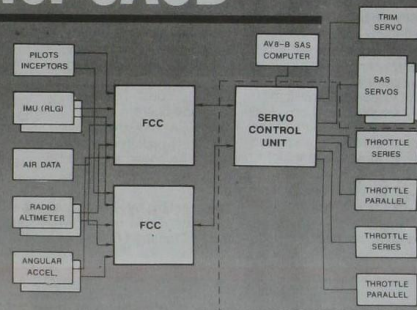 PILOTS
INCEPTORS
IMU (RLG)
AIR DATA
RADIO
ALTIMETER
ANGULAR
ACCEL.
FCC
FCC
AV8-B SAS
COMPUTER
SERVO
CONTROL
UNIT
TRIM
SERVO
SAS
SERVOS
THROTTLE
SERIES
THROTTLE
PARALLEL
THROTTLE
SERIES
THROTTLE
PARALLEL